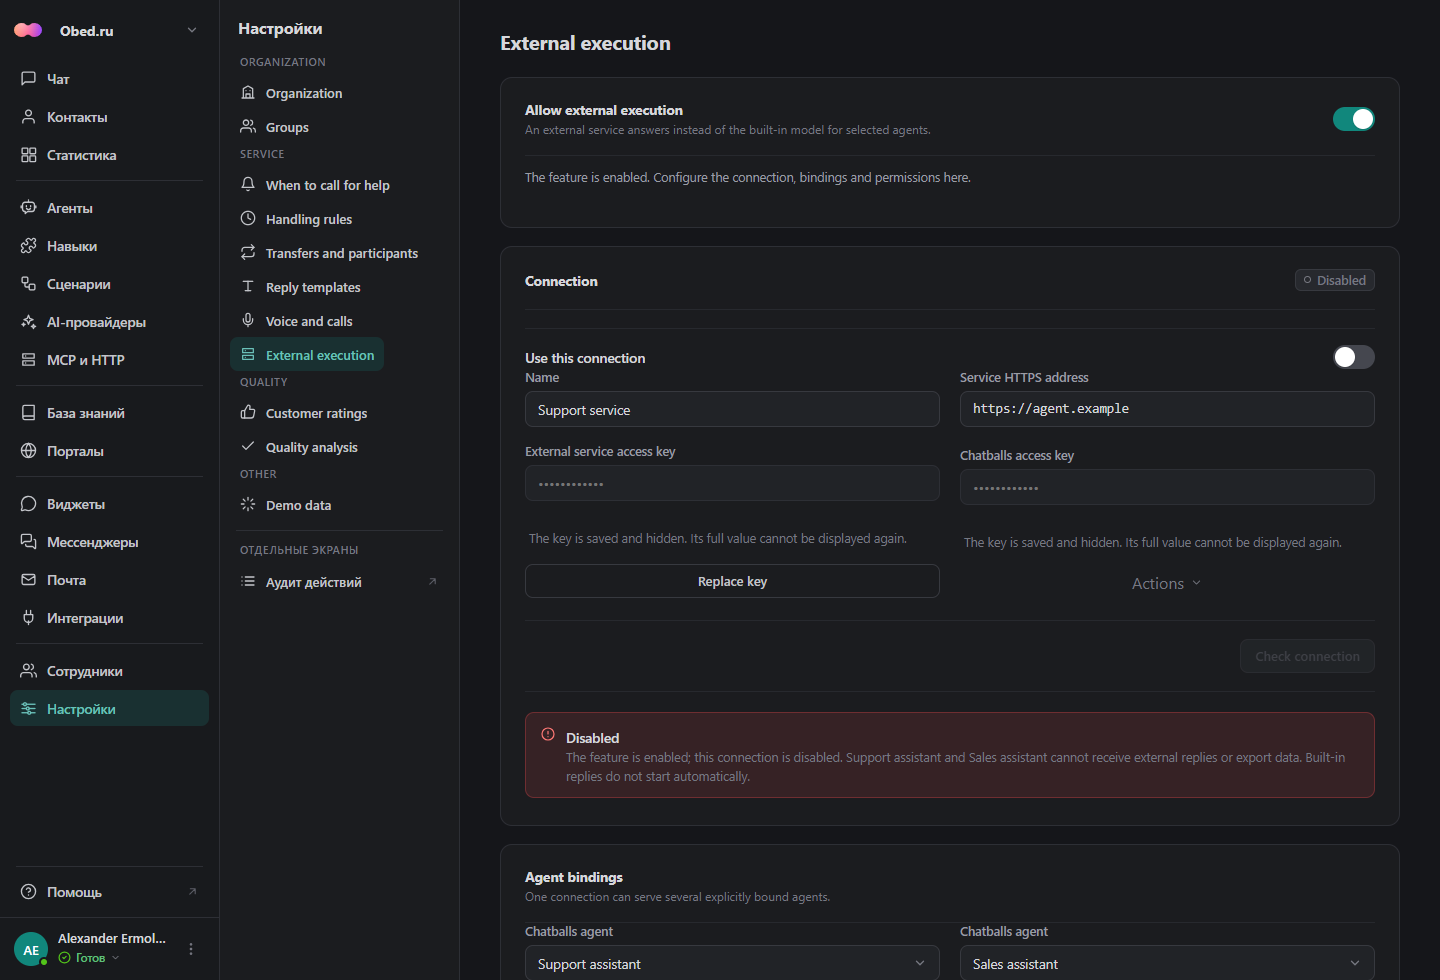 Obed.ru
Чат
Контакты
Статистика
Агенты
Навыки
Сценарии
AI-провайдеры
MCP и HTTP
База знаний
Порталы
Виджеты
Мессенджеры
Почта
Интеграции
Сотрудники
Настройки
Помощь
AE
Alexander Ermol...
Готов
Настройки
ORGANIZATION
Organization
Groups
SERVICE
When to call for help
Handling rules
Transfers and participants
Reply templates
Voice and calls
External execution
QUALITY
Customer ratings
Quality analysis
OTHER
Demo data
ОТДЕЛЬНЫЕ ЭКРАНЫ
Аудит действий
External execution
Allow external execution
An external service answers instead of the built-in model for selected agents.
The feature is enabled. Configure the connection, bindings and permissions here.
Connection
Disabled
Use this connection
Name
Support service
Service HTTPS address
https://agent.example
External service access key
••••••••••••
The key is saved and hidden. Its full value cannot be displayed again.
Replace key
Chatballs access key
••••••••••••
The key is saved and hidden. Its full value cannot be displayed again.
Actions
Check connection
Disabled
The feature is enabled; this connection is disabled. Support assistant and Sales assistant cannot receive external replies or export data. Built-in
replies do not start automatically.
Agent bindings
One connection can serve several explicitly bound agents.
Chatballs agent
Support assistant
Chatballs agent
Sales assistant